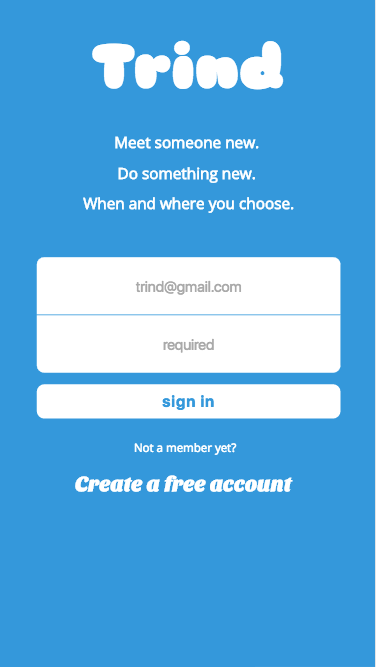 Trind
Meet someone new.
Do something new.
When and where you choose.
trind@gmail.com
required
sign in
Not a member yet?
Create a free account